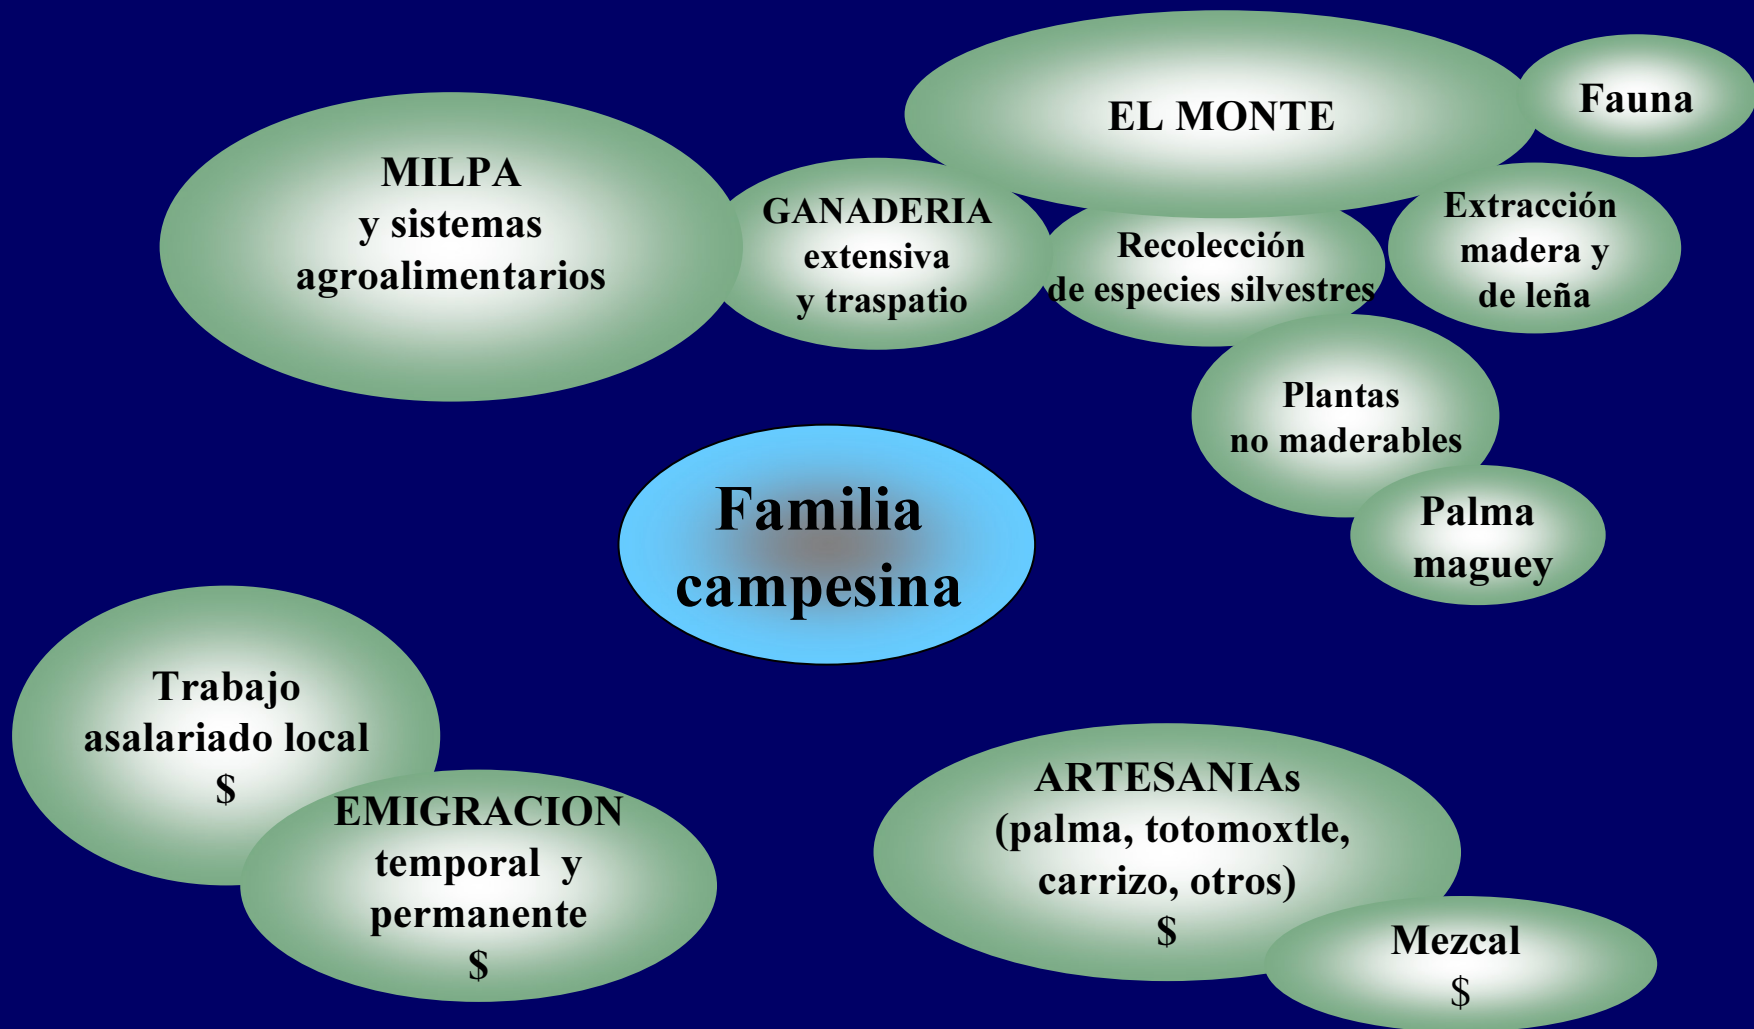 EL MONTE
Fauna
MILPA
y sistemas
agroalimentarios
GANADERIA
extensiva
y traspatio
Recolección
de especies silvestres
Extracción
madera y
de leña
Plantas
no maderables
Palma
maguey
Familia
campesina
Trabajo
asalariado local
$
EMIGRACION
temporal y
permanente
$
ARTESANIAs
(palma, totomoxtle,
carrizo, otros)
$
Mezcal
$